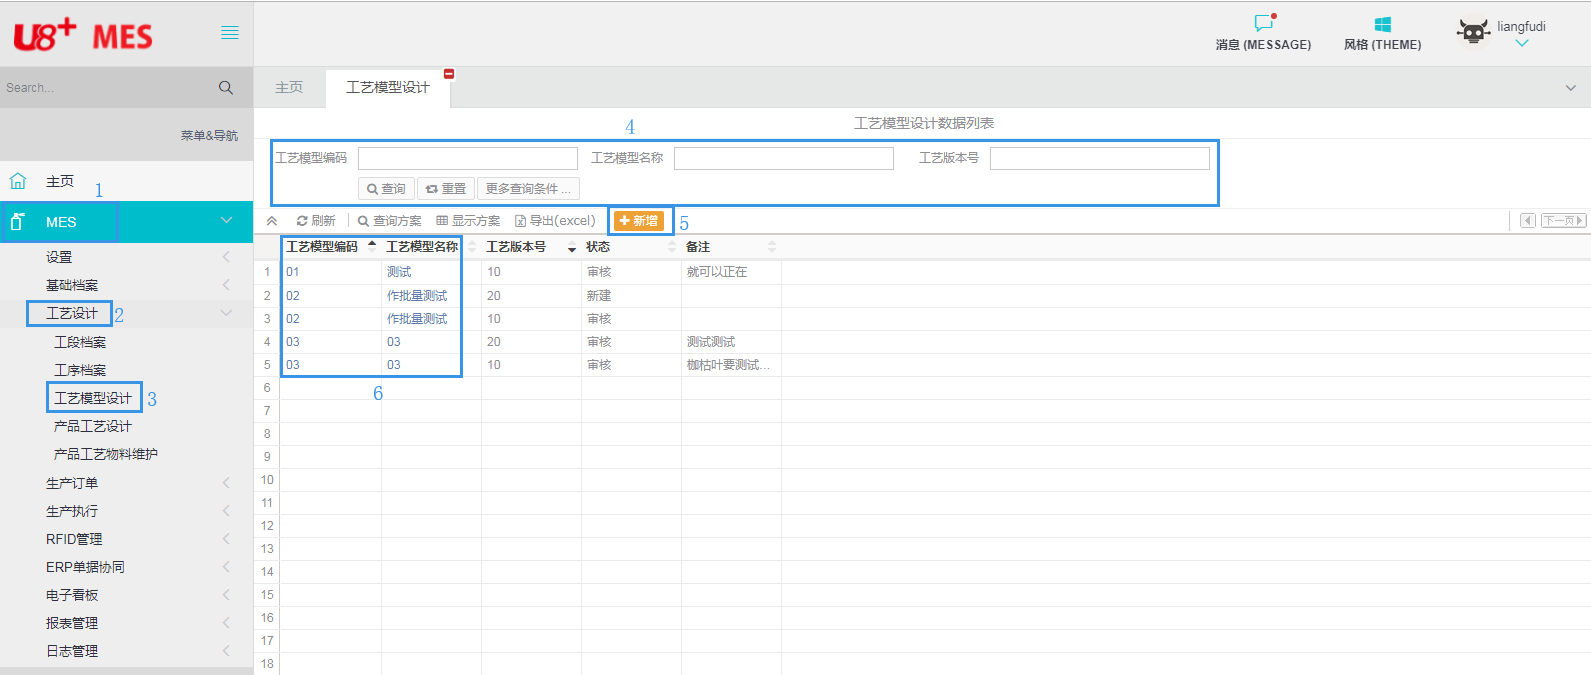 U8+ MES
消息 (MESSAGE)
风格 (THEME)
liangfudi
Search...
主页
工艺模型设计
菜单&导航
工艺模型设计数据列表
4
工艺模型编码
工艺模型名称
工艺版本号
查询
重置
更多查询条件 ...
主页
1
MES
刷新
查询方案
显示方案
导出(excel)
新增
5
下一页
设置
基础档案
工艺设计
2
工段档案
工序档案
工艺模型设计
3
产品工艺设计
产品工艺物料维护
生产订单
生产执行
RFID管理
ERP单据协同
电子看板
报表管理
日志管理
工艺模型编码 工艺模型名称 工艺版本号 状态 备注
1 01 测试 10 审核 就可以正在
2 02 作批量测试 20 新建
3 02 作批量测试 10 审核
4 03 03 20 审核 测试测试
5 03 03 10 审核 枷枯叶要测试...
6
6
7
8
9
10
11
12
13
14
15
16
17
18